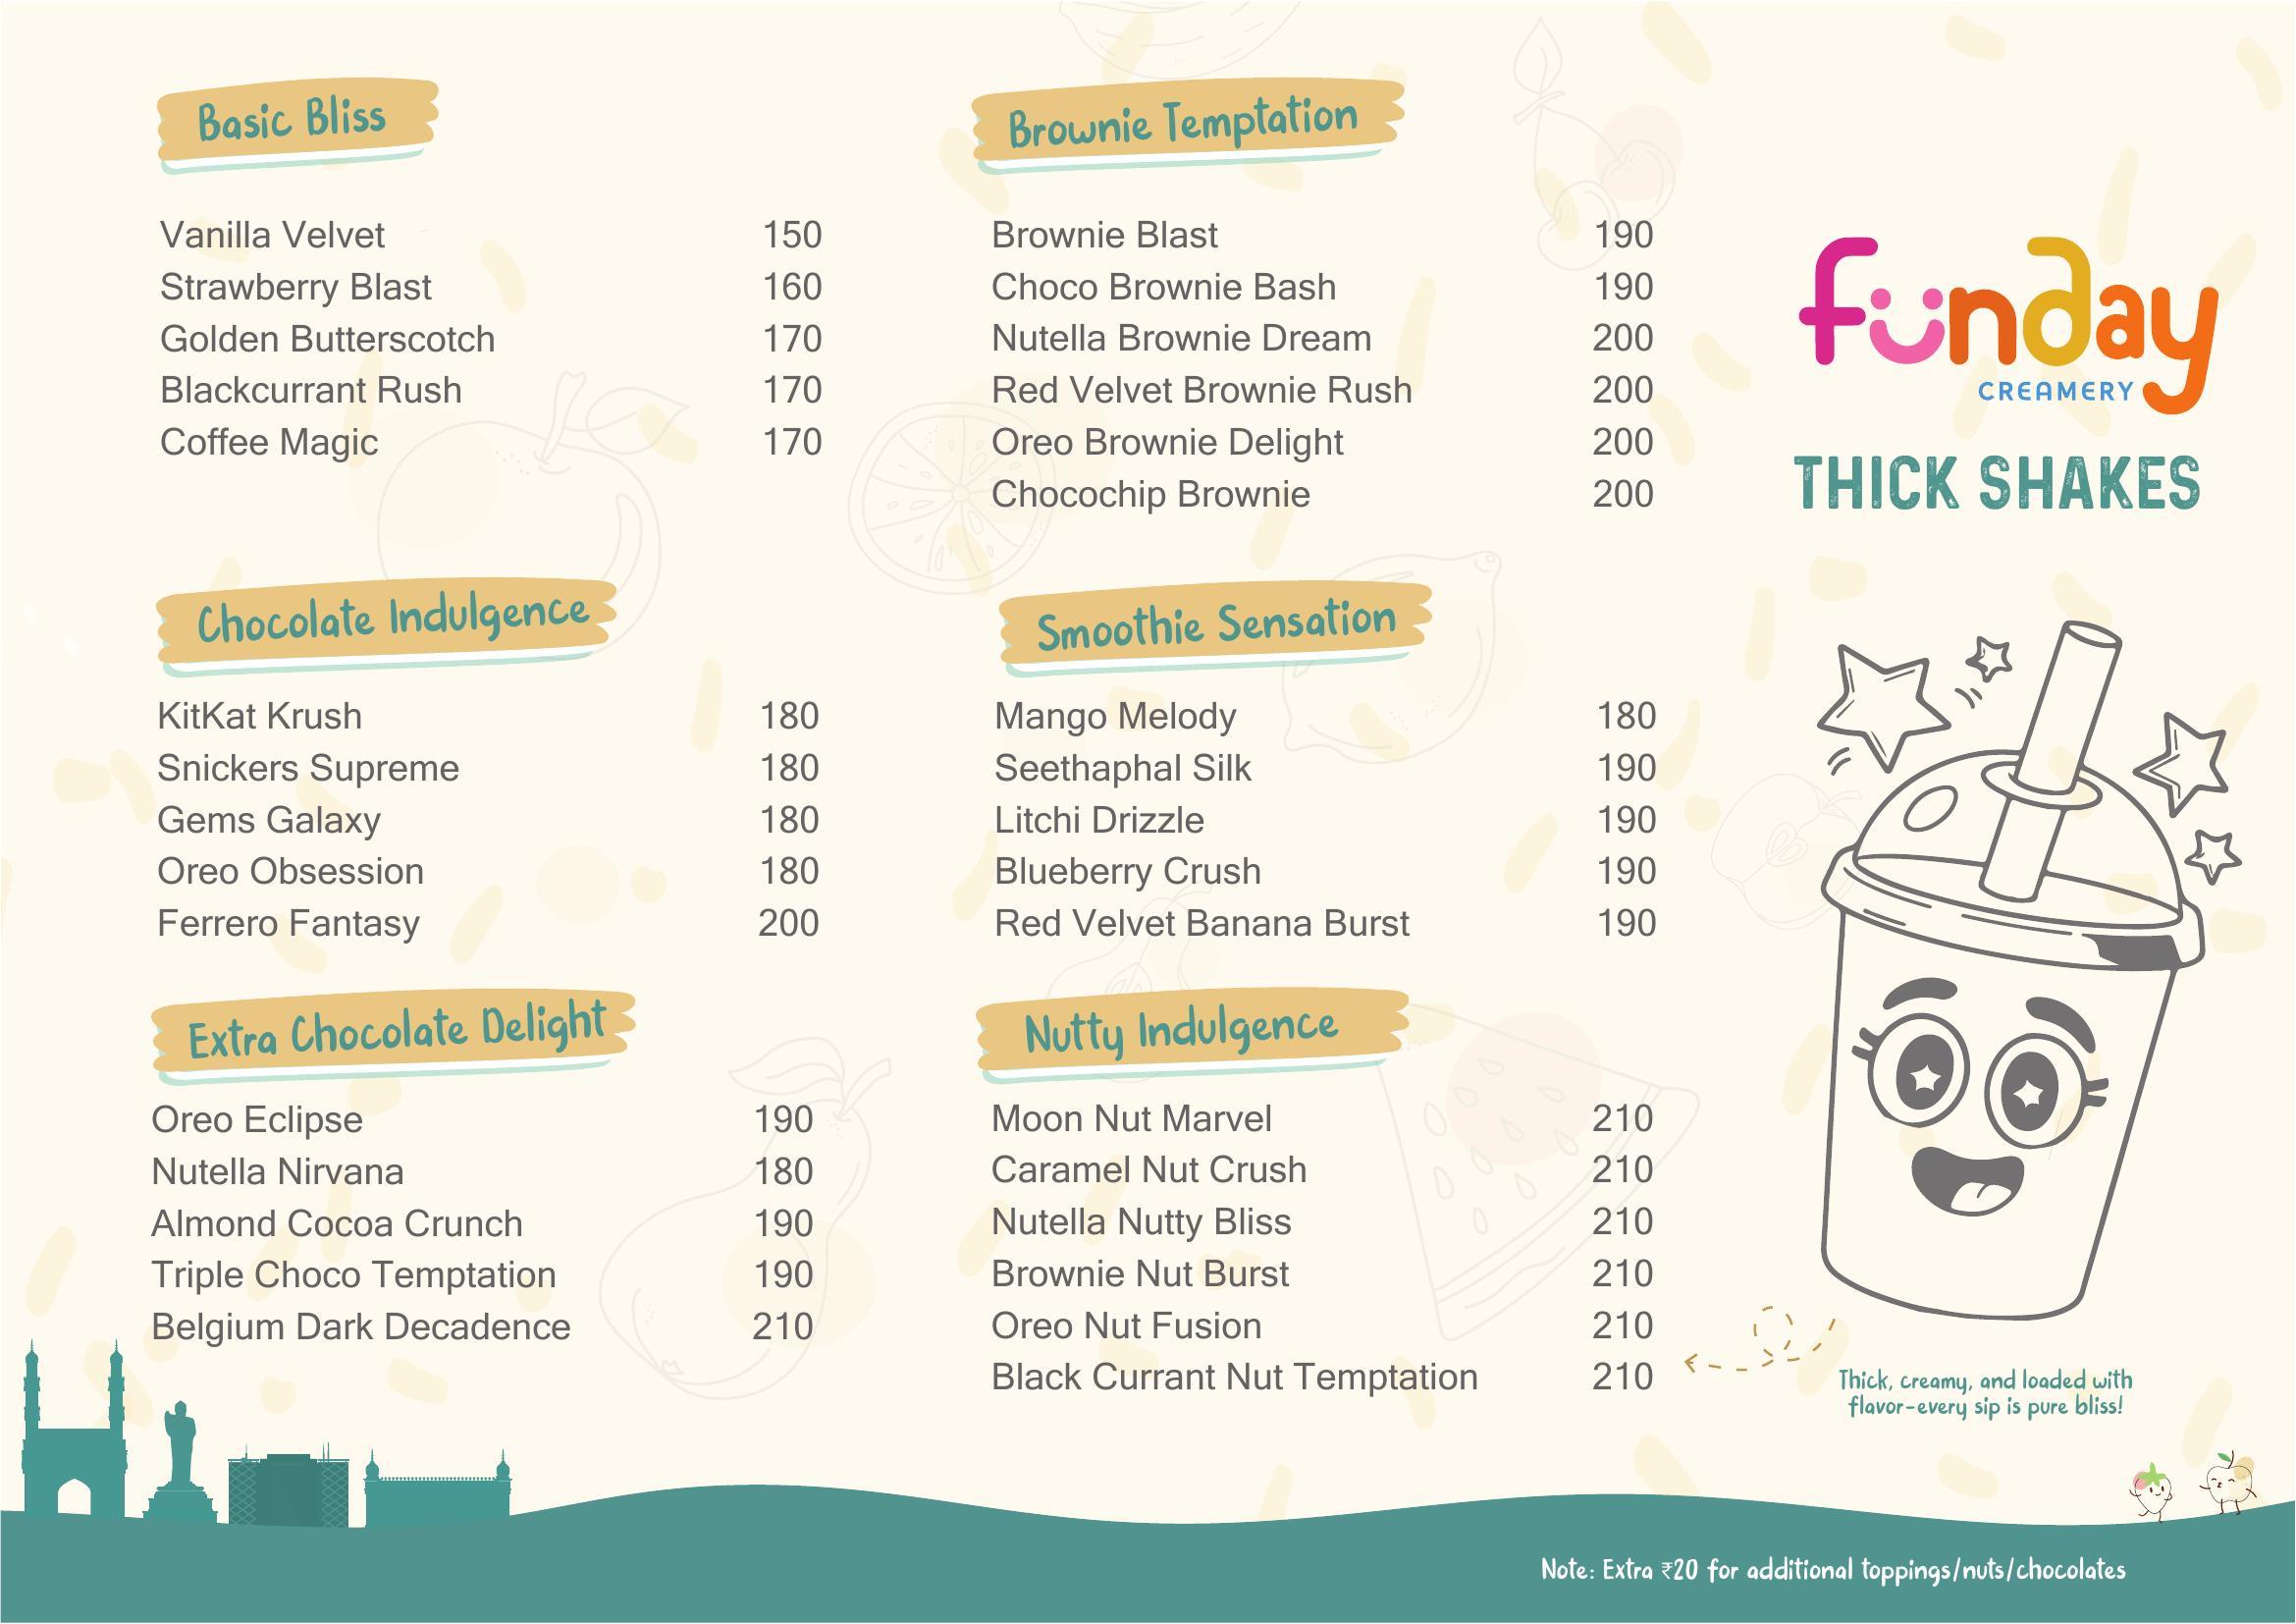 Basic Bliss
Vanilla Velvet 150
Strawberry Blast 160
Golden Butterscotch 170
Blackcurrant Rush 170
Coffee Magic 170
Chocolate Indulgence
KitKat Krush 180
Snickers Supreme 180
Gems Galaxy 180
Oreo Obsession 180
Ferrero Fantasy 200
Extra Chocolate Delight
Oreo Eclipse 190
Nutella Nirvana 180
Almond Cocoa Crunch 190
Triple Choco Temptation 190
Belgium Dark Decadence 210
Brownie Temptation
Brownie Blast 190
Choco Brownie Bash 190
Nutella Brownie Dream 200
Red Velvet Brownie Rush 200
Oreo Brownie Delight 200
Chocochip Brownie 200
Smoothie Sensation
Mango Melody 180
Seethaphal Silk 190
Litchi Drizzle 190
Blueberry Crush 190
Red Velvet Banana Burst 190
Nutty Indulgence
Moon Nut Marvel 210
Caramel Nut Crush 210
Nutella Nutty Bliss 210
Brownie Nut Burst 210
Oreo Nut Fusion 210
Black Currant Nut Temptation 210
funday
CREAMERY
THICK SHAKES
Thick, creamy, and loaded with
flavor-every sip is pure bliss!
Note: Extra ₹20 for additional toppings/nuts/chocolates